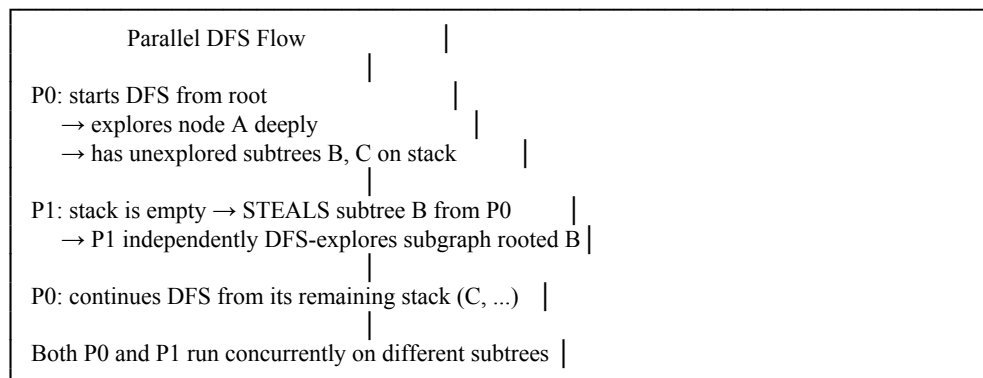 Parallel DFS Flow
P0: starts DFS from root
→ explores node A deeply
→ has unexplored subtrees B, C on stack
P1: stack is empty → STEALS subtree B from P0
→ P1 independently DFS-explores subgraph rooted B
P0: continues DFS from its remaining stack (C, ...)
Both P0 and P1 run concurrently on different subtrees